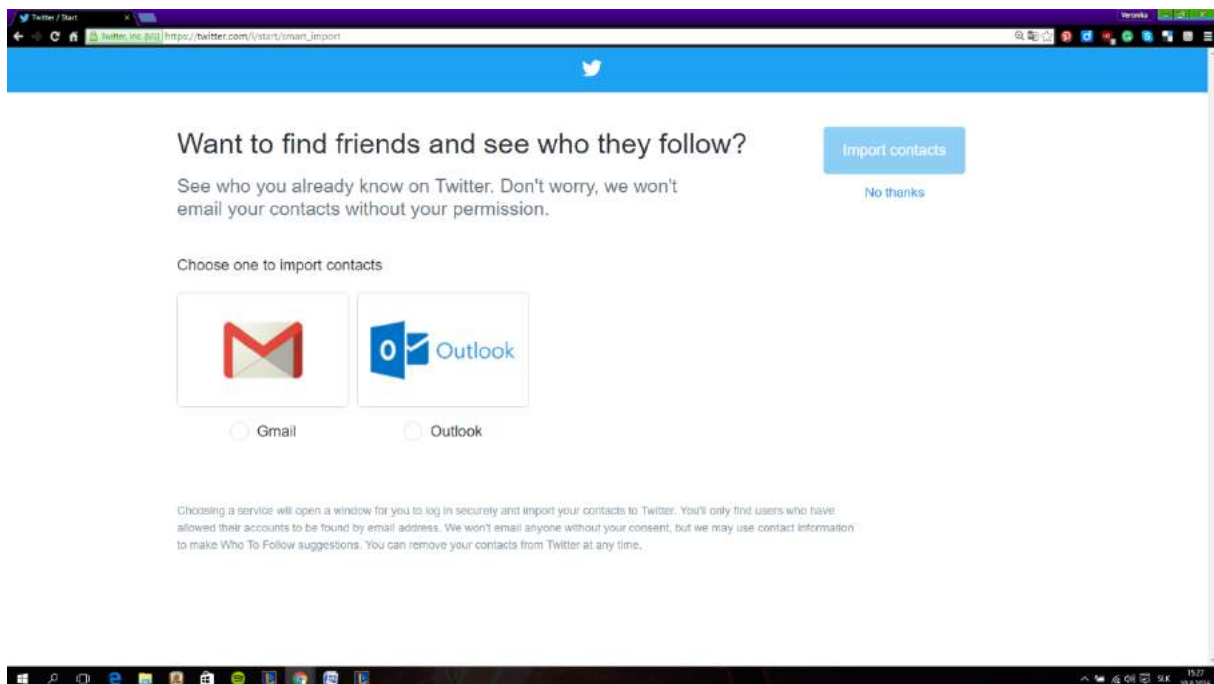 Twitter / Start
Veronika
Twitter, Inc. [US] https://twitter.com/i/start/smart_import
Want to find friends and see who they follow?
Import contacts
See who you already know on Twitter. Don't worry, we won't
No thanks
email your contacts without your permission.
Choose one to import contacts
Outlook
Gmail
Outlook
Choosing a service will open a window for you to log in securely and import your contacts to Twitter. You'll only find users who have
allowed their accounts to be found by email address. We won't email anyone without your consent, but we may use contact information
to make Who To Follow suggestions. You can remove your contacts from Twitter at any time.
SLK
15:27